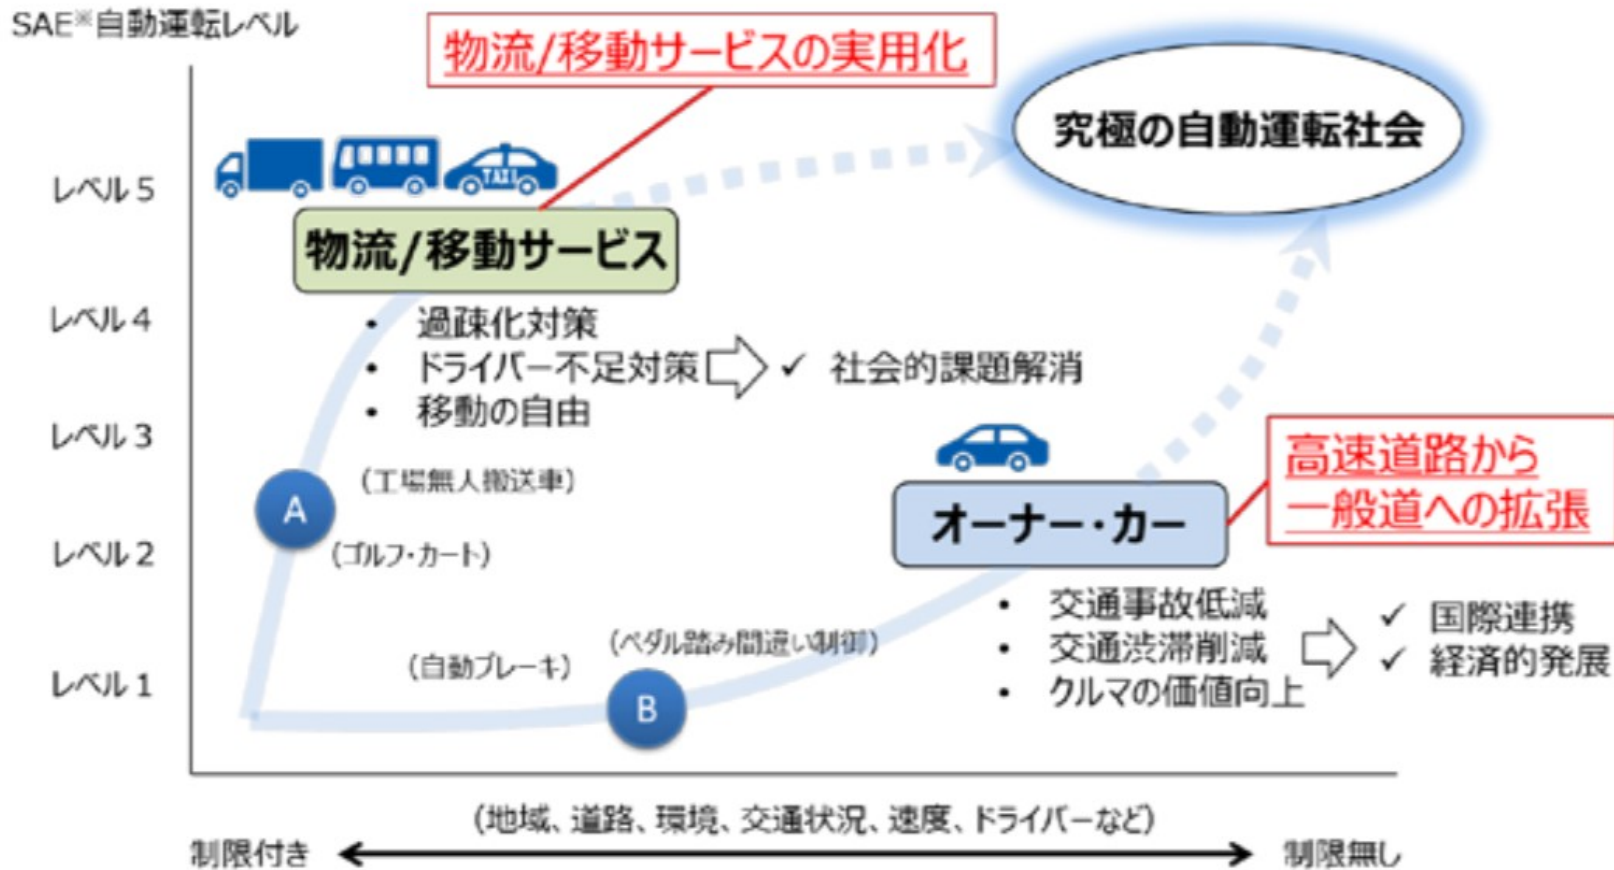 SAE※自動運転レベル
物流/移動サービスの実用化
究極の自動運転社会
TAXI
レベル5
物流/移動サービス
レベル4
• 過疎化対策
• ドライバー不足対策
• 移動の自由
✓ 社会的課題解消
レベル3
高速道路から
一般道への拡張
(工場無人搬送車)
A
オーナー・カー
レベル2
(ゴルフ・カート)
• 交通事故低減
• 交通渋滞削減
• クルマの価値向上
✓ 国際連携
✓ 経済的発展
(ペダル踏み間違い制御)
(自動ブレーキ)
レベル1
B
(地域、道路、環境、交通状況、速度、ドライバーなど)
制限付き
制限無し